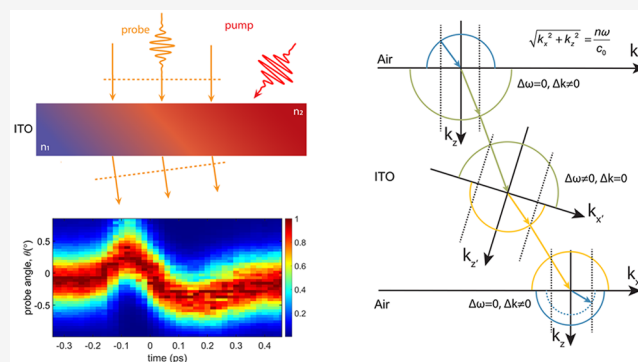 probe
pump
ITO
n₁
n₂
probe angle, θ(°)
0.5
0
-0.5
1
0.8
0.6
0.4
0.2
-0.3 -0.2 -0.1 0 0.1 0.2 0.3 0.4
time (ps)
√kₓ² + k_z² = nω/c₀
Air
k
Δω=0, Δk≠0
k_z
ITO
Δω≠0, Δk=0
kₓ'
k_z'
kₓ
Air
Δω=0, Δk≠0
k_z